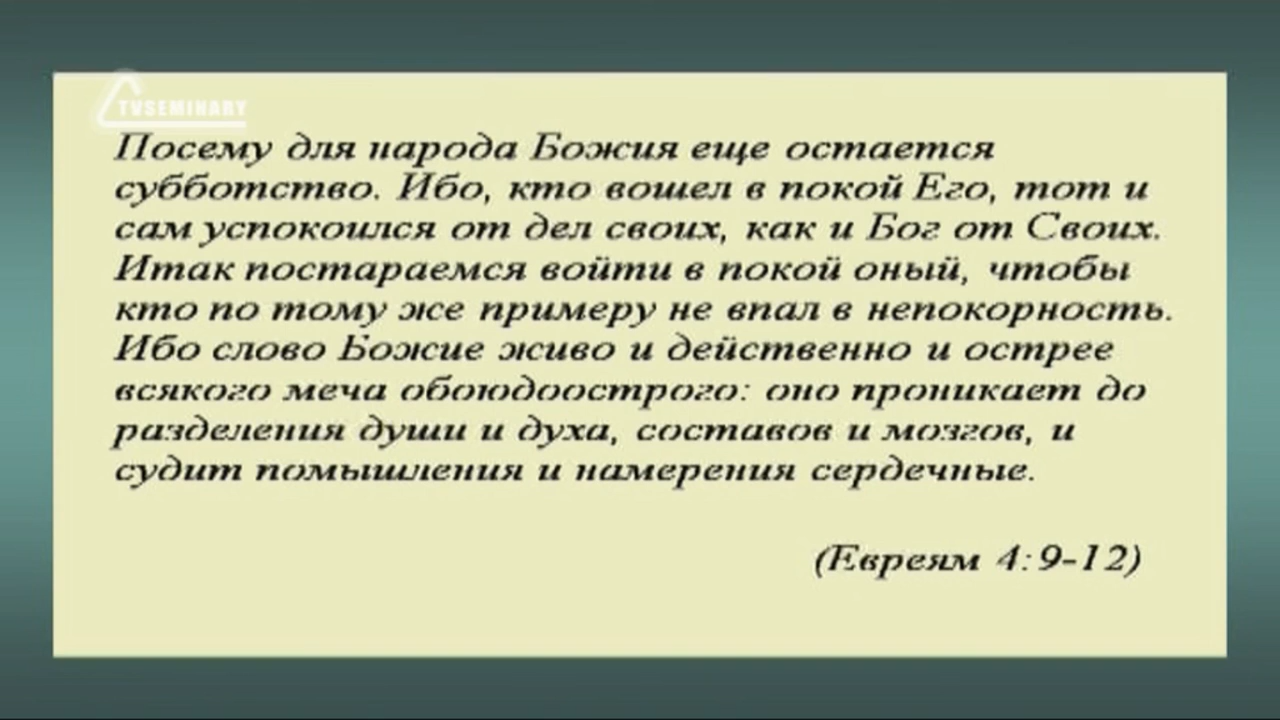 TVSEMINARY
Посему для народа Божия еще остается
субботство. Ибо, кто вошел в покой Его, тот и
сам успокоился от дел своих, как и Бог от Своих.
Итак постараемся войти в покой оный, чтобы
кто по тому же примеру не впал в непокорность.
Ибо слово Божие живо и действенно и острее
всякого меча обоюдоострого: оно проникает до
разделения души и духа, составов и мозгов, и
судит помышления и намерения сердечные.
(Евреям 4:9-12)